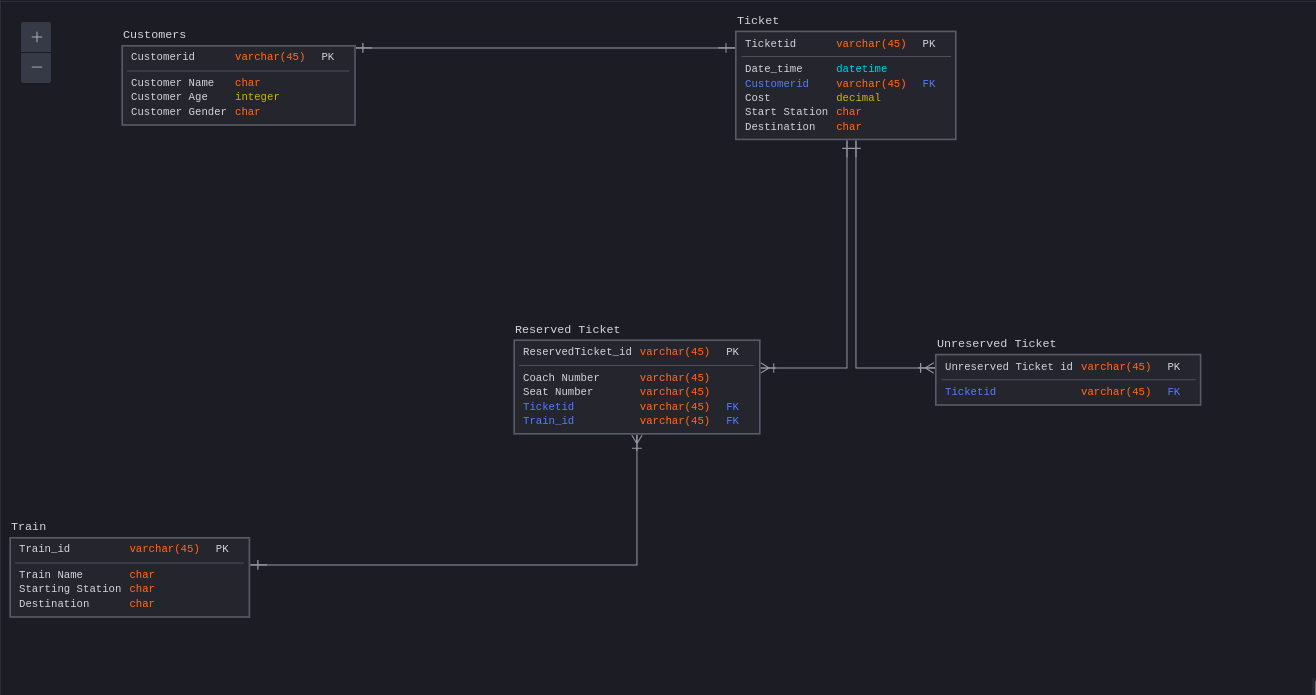 Customers
Customerid varchar(45) PK
Customer Name char
Customer Age integer
Customer Gender char
Ticket
Ticketid varchar(45) PK
Date_time datetime
Customerid varchar(45) FK
Cost decimal
Start Station char
Destination char
Reserved Ticket
ReservedTicket_id varchar(45) PK
Coach Number varchar(45)
Seat Number varchar(45)
Ticketid varchar(45) FK
Train_id varchar(45) FK
Unreserved Ticket
Unreserved Ticket id varchar(45) PK
Ticketid varchar(45) FK
Train
Train_id varchar(45) PK
Train Name char
Starting Station char
Destination char